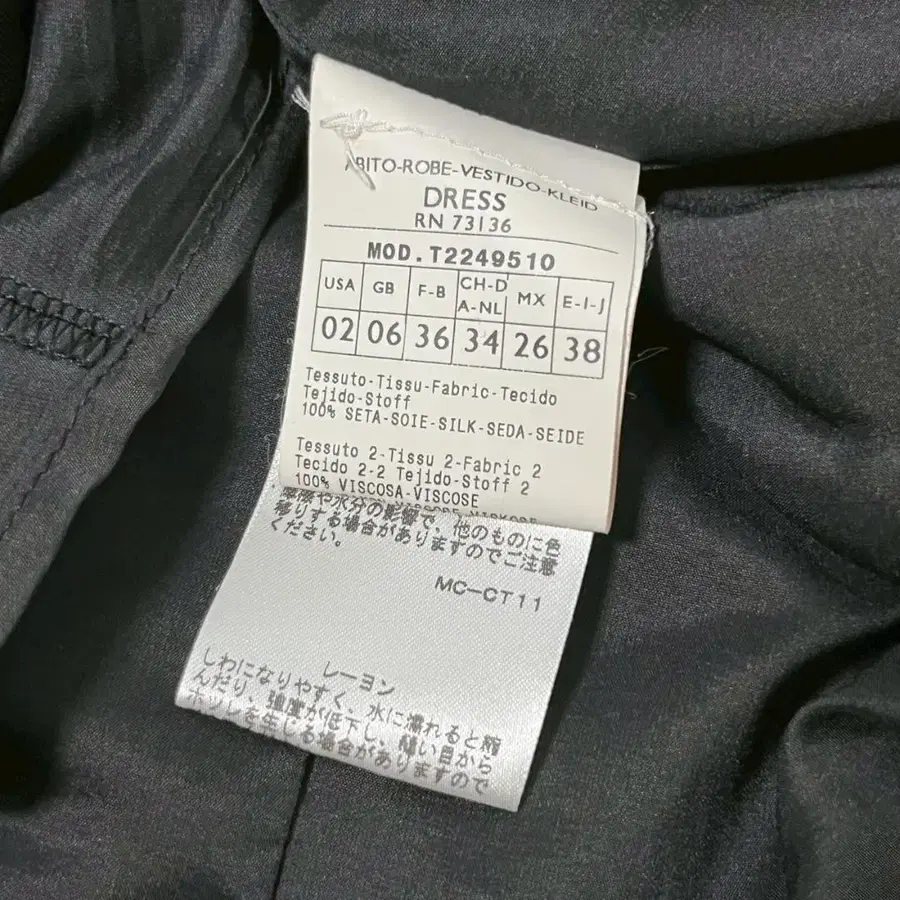 ABITO-ROBE-VESTIDO-KLEID
DRESS
RN 73136
MOD.T2249510
USA GB F-B CH-D A-NL MX E-I-J
02 06 36 34 26 38
Tessuto-Tissu-Fabric-Tecido
Tejido-Stoff
100% SETA-SOIE-SILK-SEDA-SEIDE
Tessuto 2-Tissu 2-Fabric 2
Tecido 2-2 Tejido-Stoff 2
100% VISCOSA-VISCOSE
摩擦や水分の影響で、他のものに色
移りする場合がありますのでご注意
ください。
MC-CT11
レーヨン
しわになりやすく、水に濡れると縮
んだり、強度が低下し、縫い目から
ホツレを生じる場合がありますので